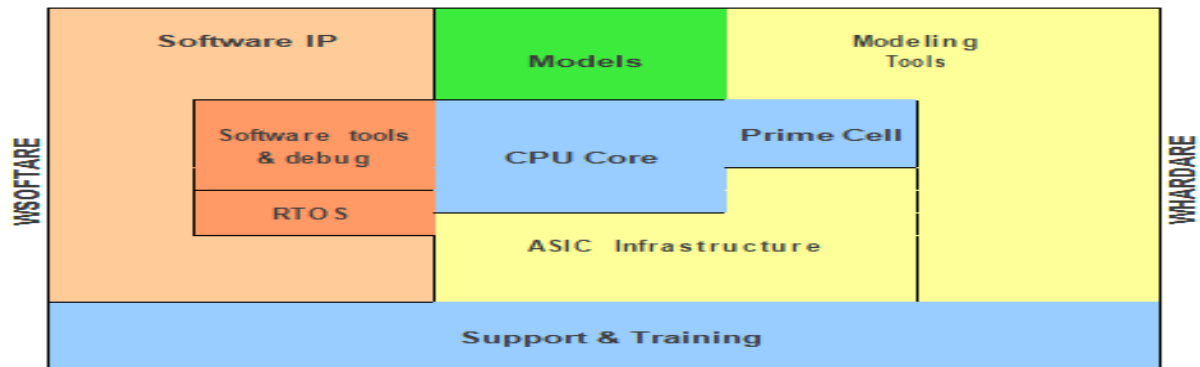 Software IP
Models
Modeling
Tools
Software tools
& debug
CPU Core
Prime Cell
RTOS
ASIC Infrastructure
Support & Training
WSOFTARE
WHARDARE